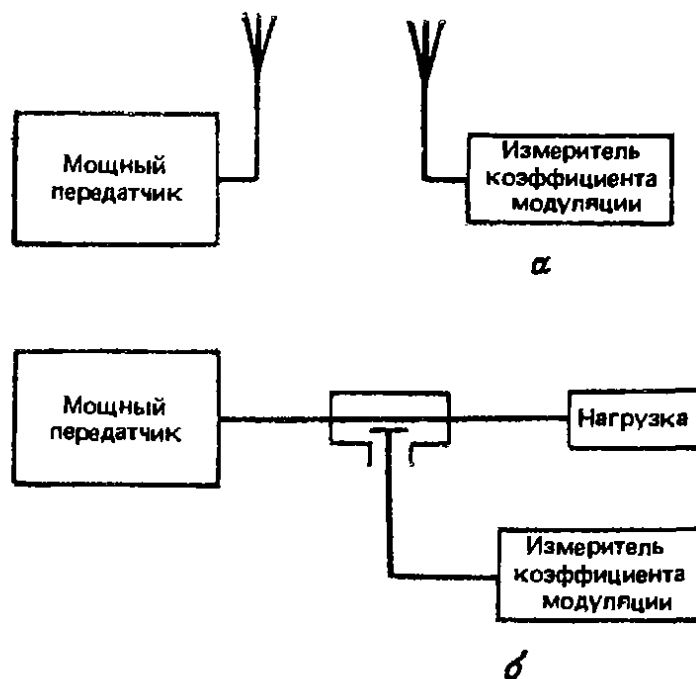 Мощный
передатчик
Измеритель
коэффициента
модуляции
а
Мощный
передатчик
Нагрузка
Измеритель
коэффициента
модуляции
б